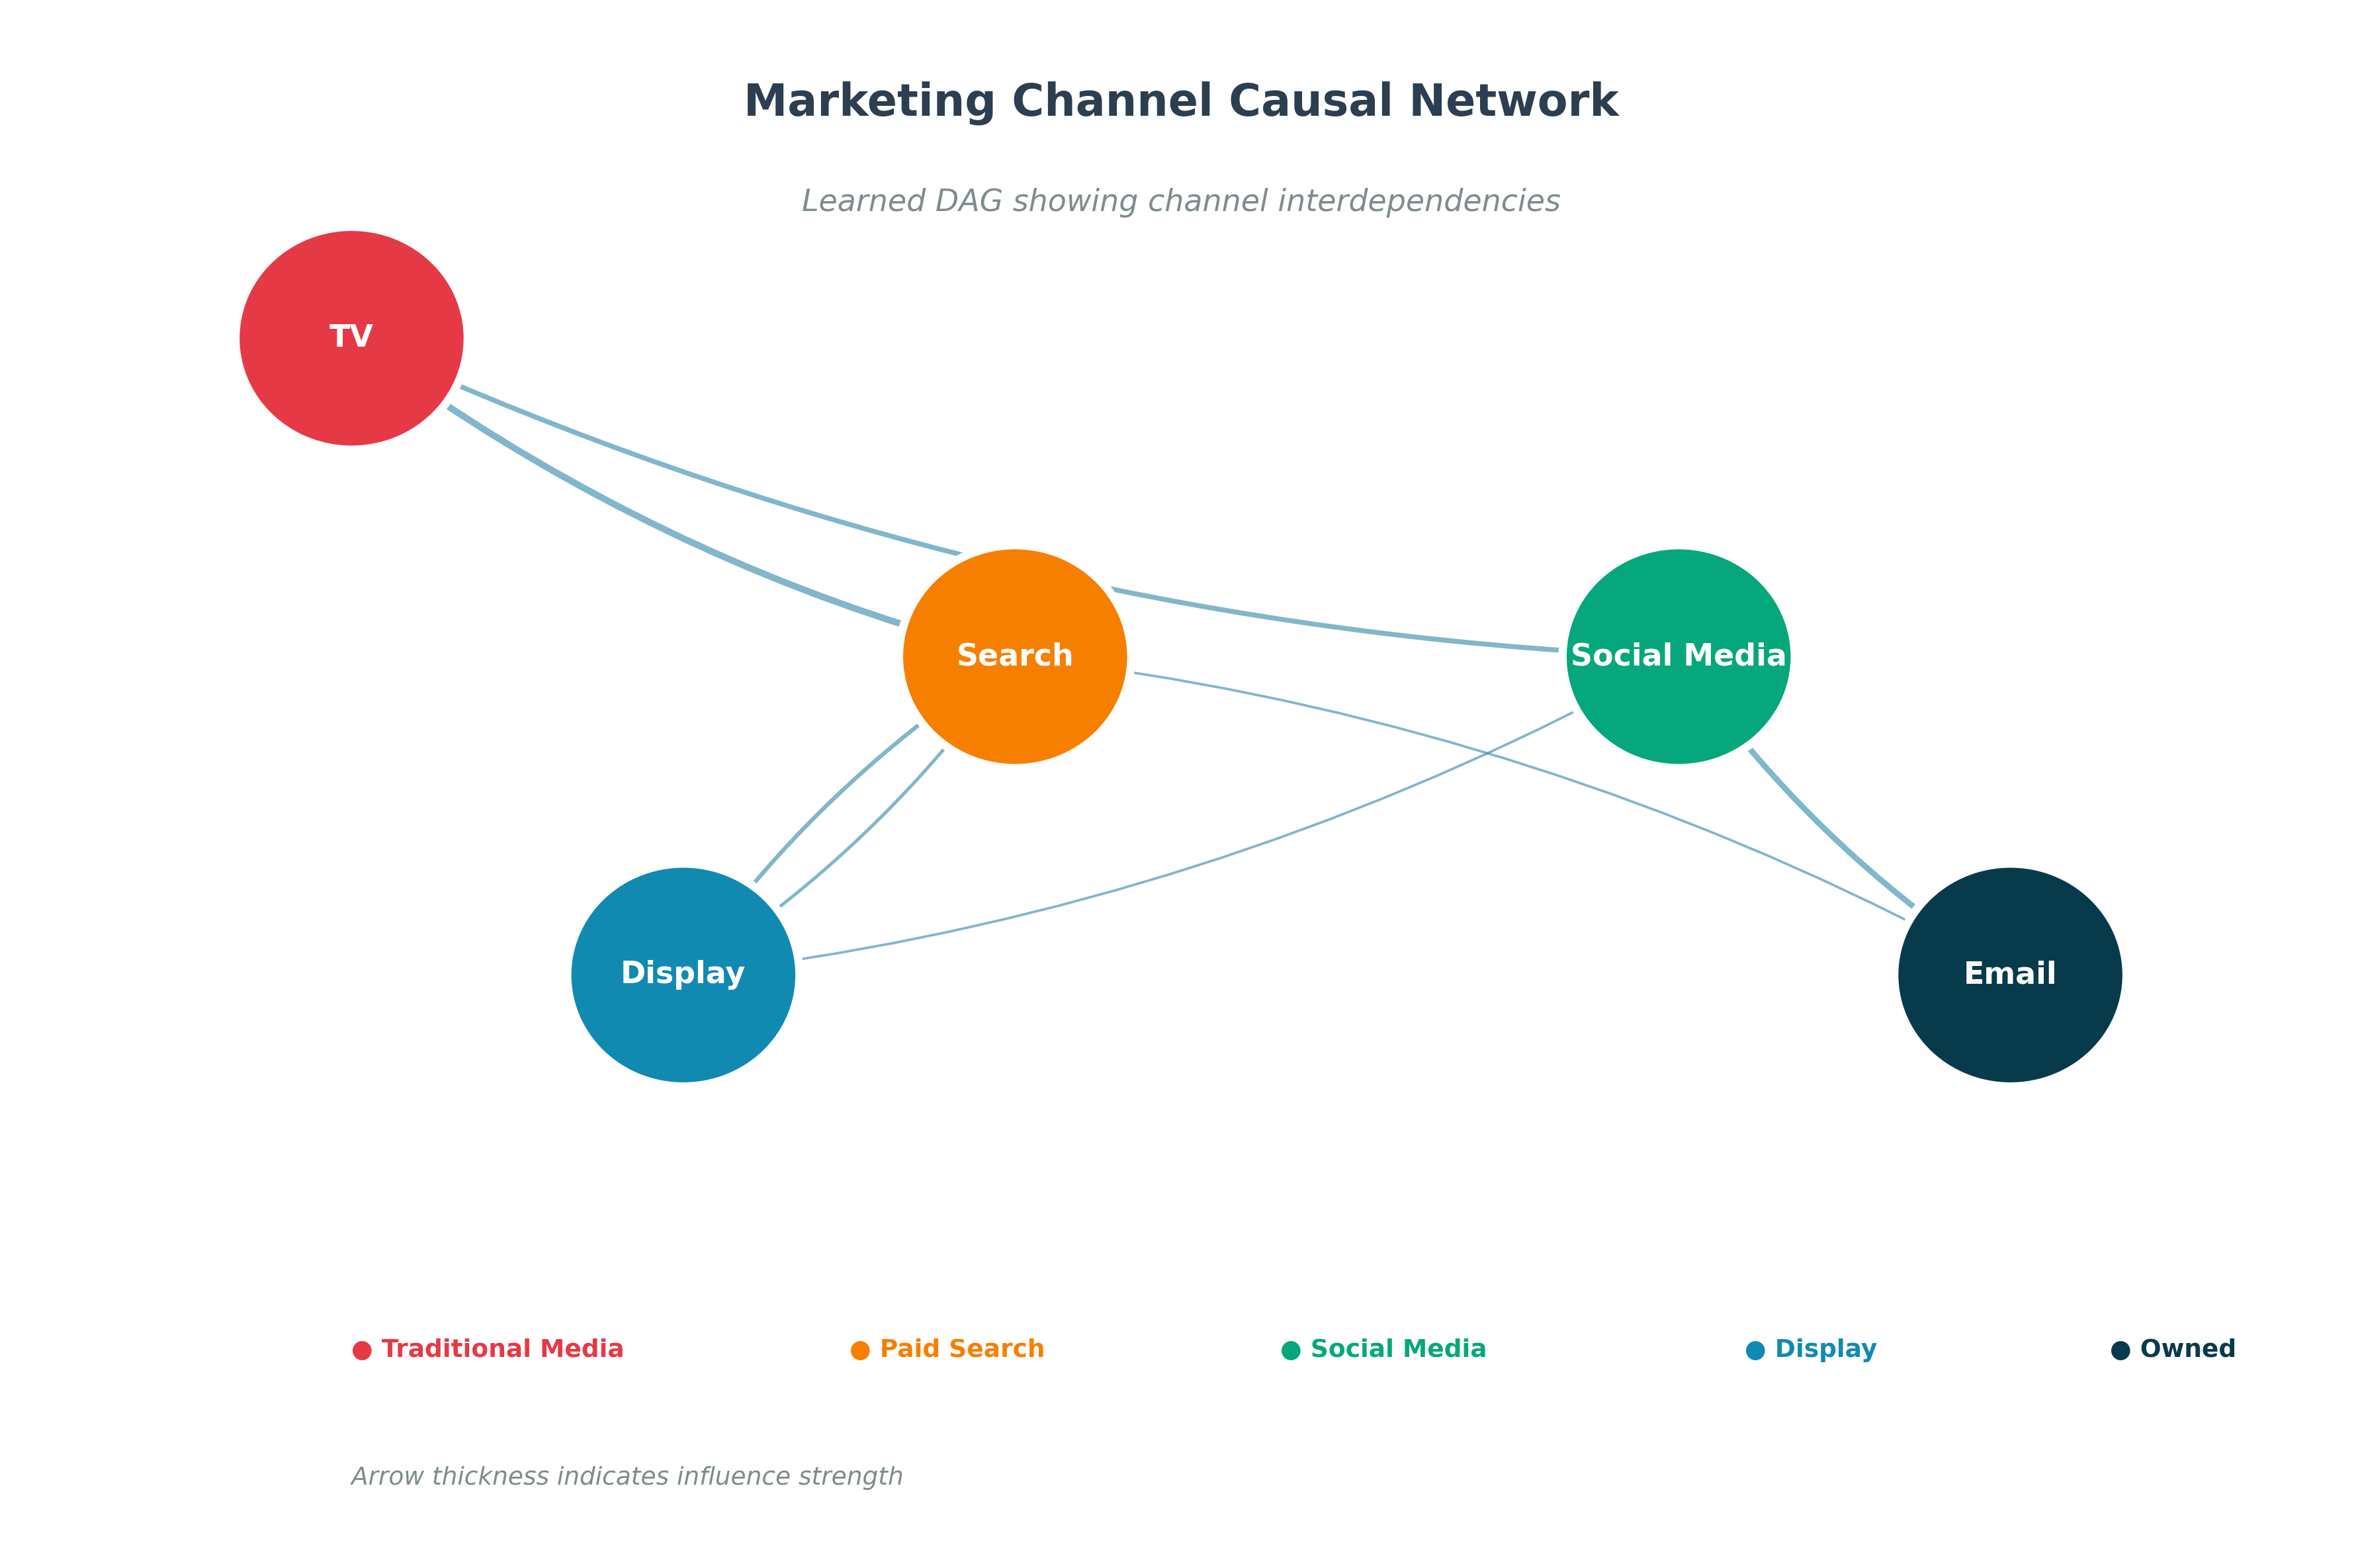 Marketing Channel Causal Network
Learned DAG showing channel interdependencies
TV
Search
Social Media
Display
Email
● Traditional Media
● Paid Search
● Social Media
● Display
● Owned
Arrow thickness indicates influence strength